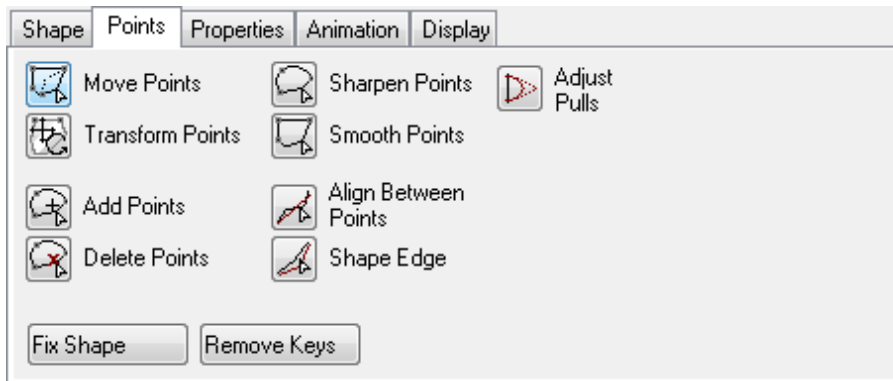 Shape Points Properties Animation Display
Move Points Sharpen Points Adjust
Pulls
Transform Points Smooth Points
Add Points Align Between
Points
Delete Points Shape Edge
Fix Shape Remove Keys